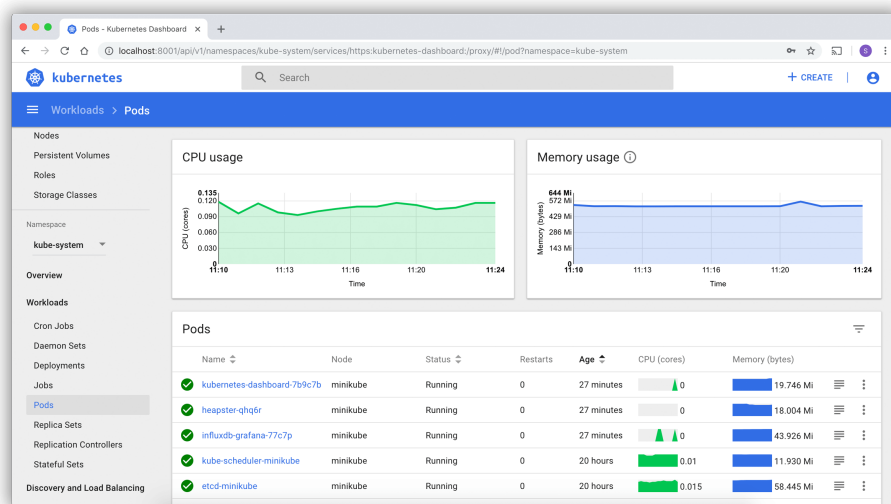 Pods - Kubernetes Dashboard
localhost:8001/api/v1/namespaces/kube-system/services/https:kubernetes-dashboard:/proxy/#!/pod?namespace=kube-system
S
kubernetes
Search
+ CREATE
Workloads > Pods
Nodes
Persistent Volumes
Roles
Storage Classes
Namespace
kube-system
Overview
Workloads
Cron Jobs
Daemon Sets
Deployments
Jobs
Pods
Replica Sets
Replication Controllers
Stateful Sets
Discovery and Load Balancing
CPU usage
CPU (cores)
0.135
0.120
0.090
0.060
0.030
0
11:10 11:13 11:16 11:20 11:24
Time
Memory usage
Memory (bytes)
644 Mi
572 Mi
429 Mi
286 Mi
143 Mi
0
11:10 11:13 11:16 11:20 11:24
Time
Pods
Name Node Status Restarts Age CPU (cores) Memory (bytes)
kubernetes-dashboard-7b9c7b minikube Running 0 27 minutes 0 19.746 Mi
heapster-qhq6r minikube Running 0 27 minutes 0 18.004 Mi
influxdb-grafana-77c7p minikube Running 0 27 minutes 0 43.926 Mi
kube-scheduler-minikube minikube Running 0 20 hours 0.01 11.930 Mi
etcd-minikube minikube Running 0 20 hours 0.015 58.445 Mi